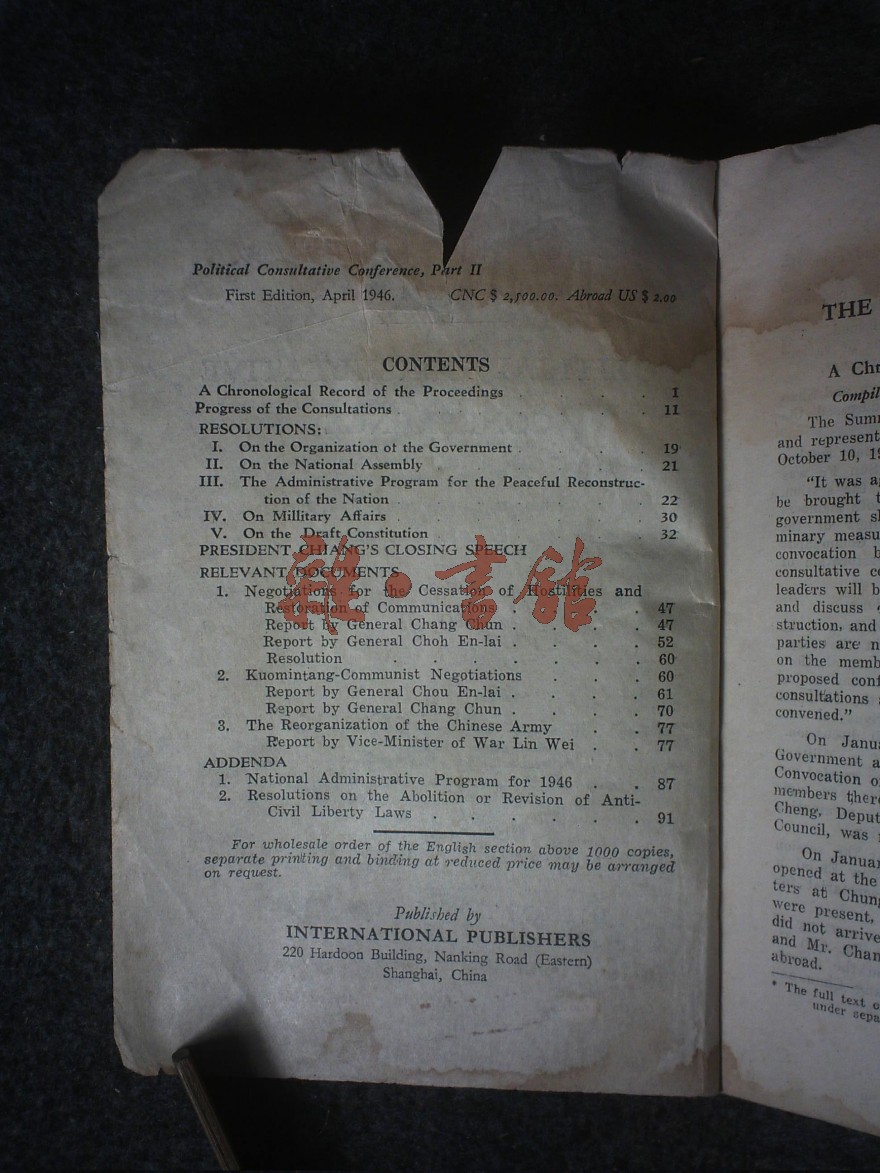 Political Consultative Conference, Part II
First Edition, April 1946. CNC $ 2,500.00. Abroad US $ 2.00
CONTENTS
A Chronological Record of the Proceedings . . . . 1
Progress of the Consultations . . . . . . 11
RESOLUTIONS:
I. On the Organization of the Government . . . . 19
II. On the National Assembly . . . . . 21
III. The Administrative Program for the Peaceful Reconstruc-
tion of the Nation . . . . . . 22
IV. On Millitary Affairs . . . . . . 30
V. On the Draft Constitution . . . . . 32
PRESIDENT CHIANG'S CLOSING SPEECH
RELEVANT DOCUMENTS
1. Negotiations for the Cessation of Hostilities and
Restoration of Communications . 47
Report by General Chang Chun . . . . 47
Report by General Choh En-lai . . . . 52
Resolution . . . . . . . 60
2. Kuomintang-Communist Negotiations . . . 60
Report by General Chou En-lai . . . . 61
Report by General Chang Chun . . . . 70
3. The Reorganization of the Chinese Army . . 77
Report by Vice-Minister of War Lin Wei . . 77
ADDENDA
1. National Administrative Program for 1946 . . 87
2. Resolutions on the Abolition or Revision of Anti-
Civil Liberty Laws . . . . . . 91
For wholesale order of the English section above 1000 copies,
separate printing and binding at reduced price may be arranged
on request.
Published by
INTERNATIONAL PUBLISHERS
220 Hardoon Building, Nanking Road (Eastern)
Shanghai, China
雜·書館
THE
A Chr
Compil
The Sum
and represent
October 10, 19
"It was a
be brought t
government s
minary measu
convocation b
consultative c
leaders will b
and discuss
struction, and
parties are n
on the memb
proposed conf
consultations
convened."
On Janua
Government a
Convocation o
members there
Cheng, Deput
Council, was
On Januar
opened at the
ters at Chung
were present,
did not arrive
and Mr. Chan
abroad.
* The full text o
under sepa